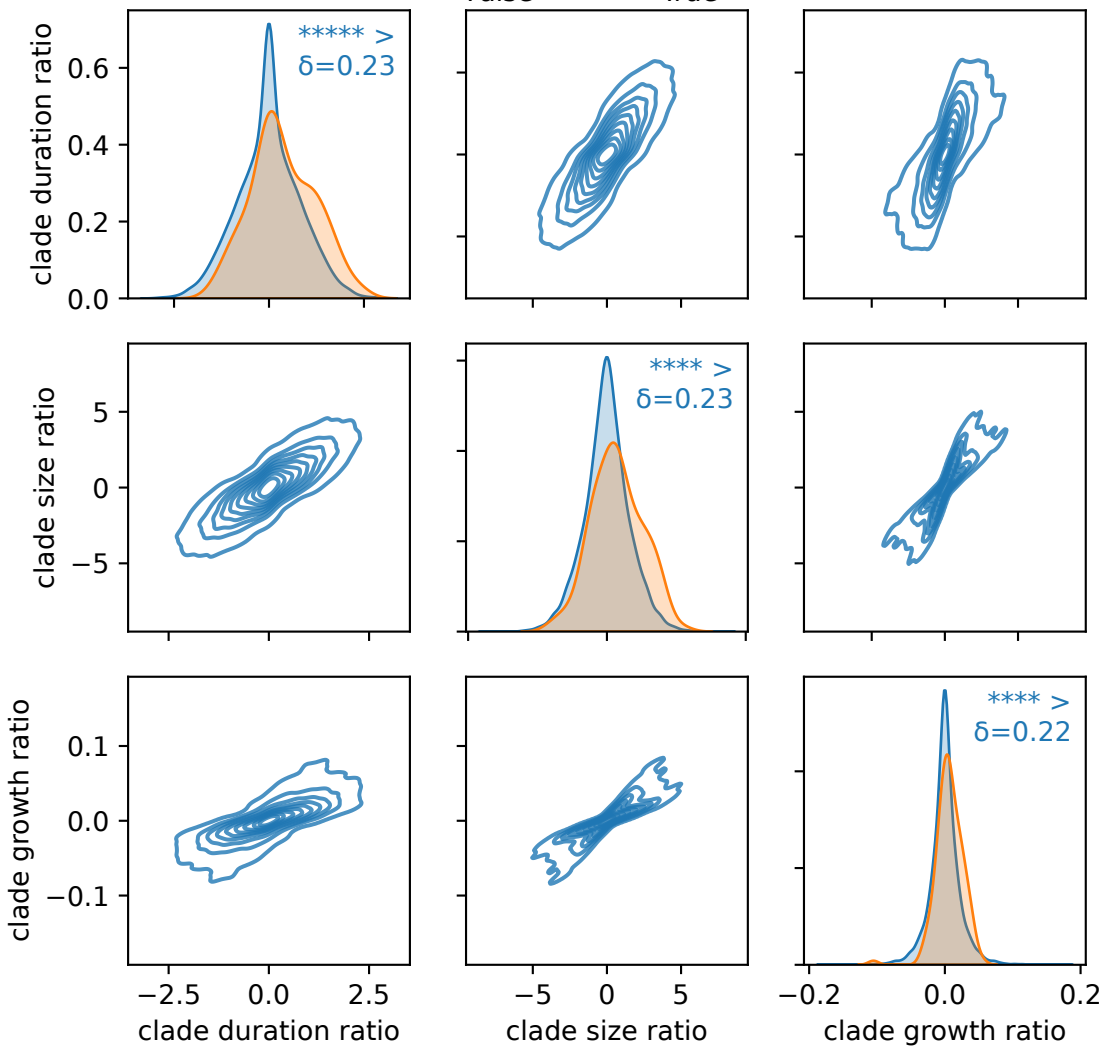 clade duration ratio
0.6
0.4
0.2
0.0
***** >
δ=0.23
clade size ratio
5
0
−5
**** >
δ=0.23
clade growth ratio
0.1
0.0
−0.1
**** >
δ=0.22
−2.5 0.0 2.5
−5 0 5
−0.2 0.0 0.2
clade duration ratio
clade size ratio
clade growth ratio